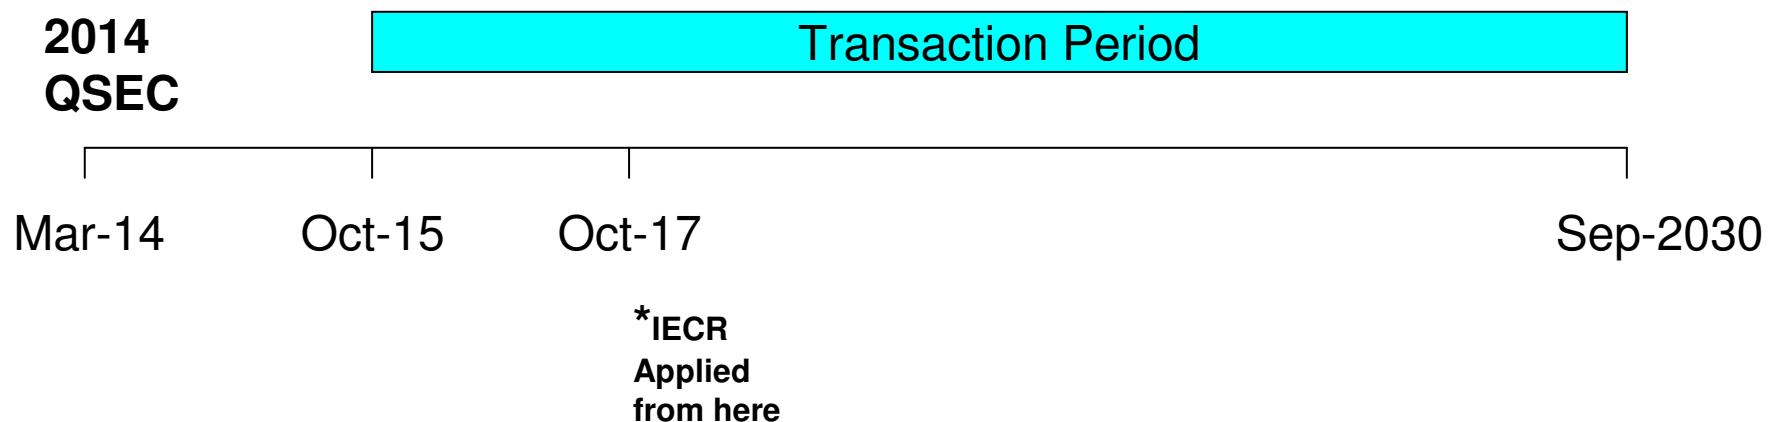 2014
QSEC
Transaction Period
Mar-14
Oct-15
Oct-17
Sep-2030
*IECR
Applied
from here